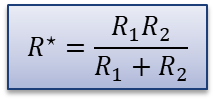 R⋆ = R₁R₂ / (R₁ + R₂)